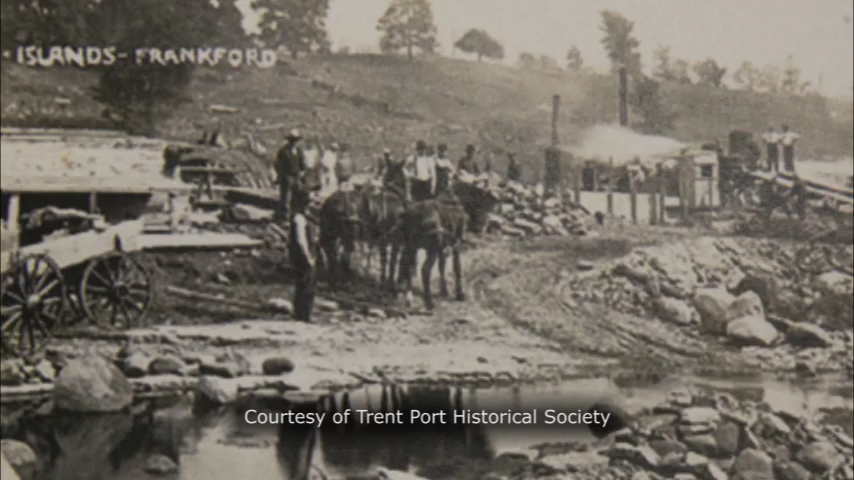 - ISLANDS - FRANKFORD
Courtesy of Trent Port Historical Society